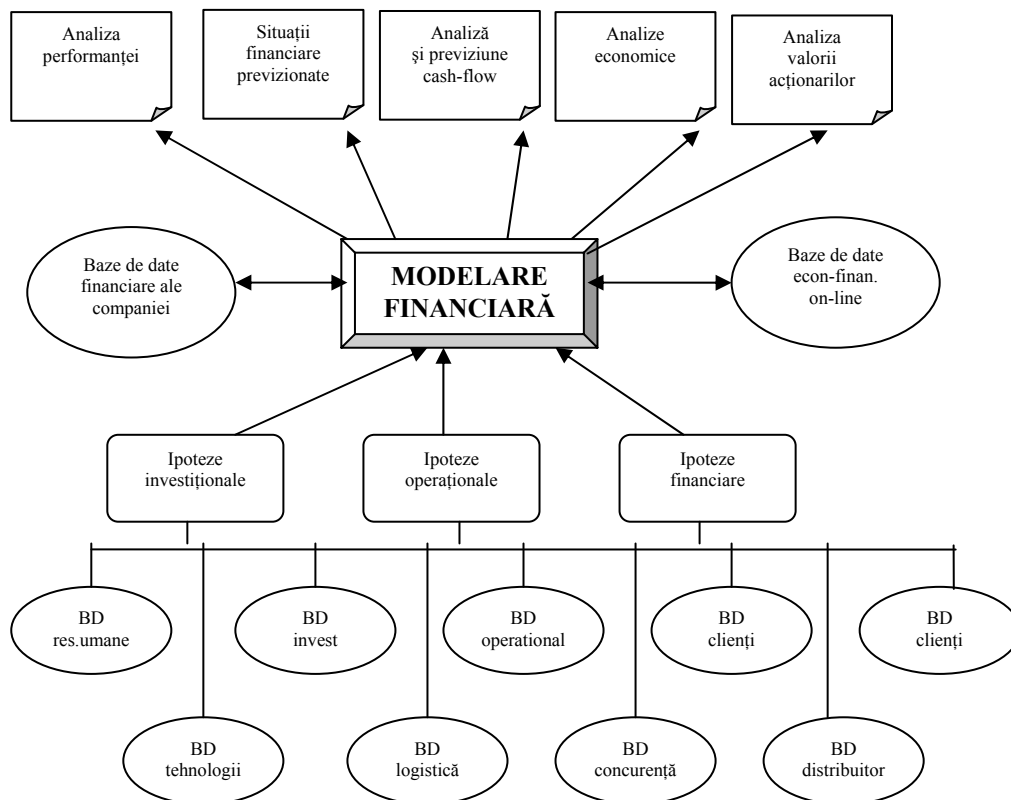 Analiza
performanței
Situații
financiare
previzionate
Analiză
şi previziune
cash-flow
Analize
economice
Analiza
valorii
acționarilor
Baze de date
financiare ale
companiei
MODELARE
FINANCIARĂ
Baze de date
econ-finan.
on-line
Ipoteze
investiționale
Ipoteze
operaționale
Ipoteze
financiare
BD
res.umane
BD
invest
BD
operational
BD
clienți
BD
clienți
BD
tehnologii
BD
logistică
BD
concurență
BD
distribuitor